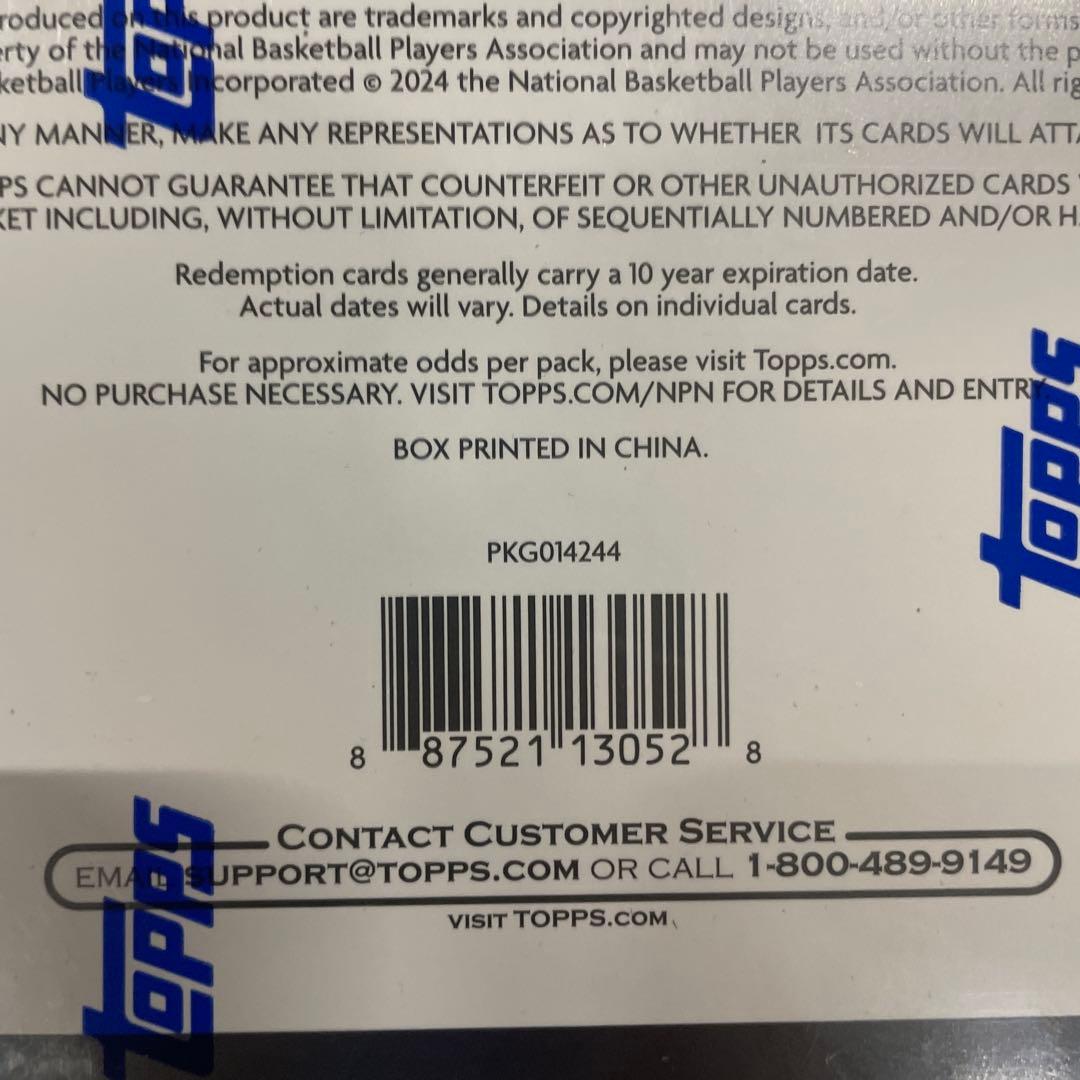 roduced on this product are trademarks and copyrighted designs, and/or other forms
rty of the National Basketball Players Association and may not be used without the p
ketball Players Incorporated © 2024 the National Basketball Players Association. All rig
NY MANNER, MAKE ANY REPRESENTATIONS AS TO WHETHER ITS CARDS WILL ATTA
PS CANNOT GUARANTEE THAT COUNTERFEIT OR OTHER UNAUTHORIZED CARDS
KET INCLUDING, WITHOUT LIMITATION, OF SEQUENTIALLY NUMBERED AND/OR H
Redemption cards generally carry a 10 year expiration date.
Actual dates will vary. Details on individual cards.
For approximate odds per pack, please visit Topps.com.
NO PURCHASE NECESSARY. VISIT TOPPS.COM/NPN FOR DETAILS AND ENTRY.
BOX PRINTED IN CHINA.
Topps
PKG014244
8 87521 13052 8
CONTACT CUSTOMER SERVICE
EMAIL SUPPORT@TOPPS.COM OR CALL 1-800-489-9149
VISIT TOPPS.COM
Topps